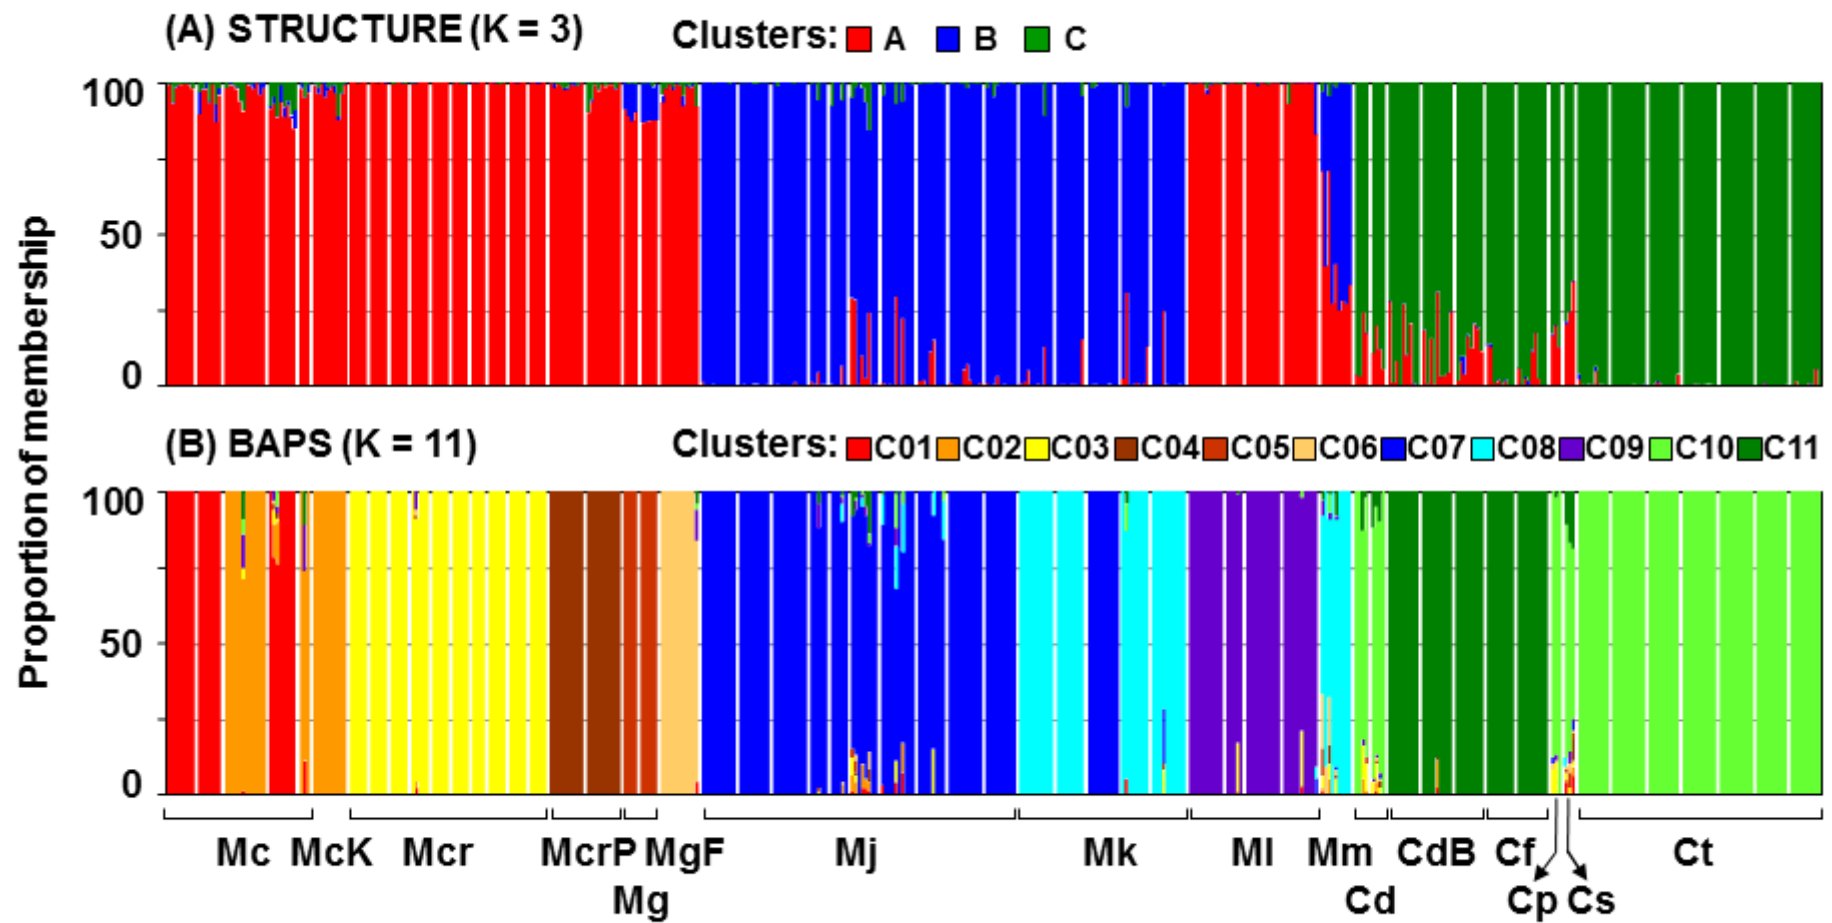 (A) STRUCTURE (K = 3) Clusters: A B C
100
50
0
Proportion of membership
(B) BAPS (K = 11) Clusters: C01 C02 C03 C04 C05 C06 C07 C08 C09 C10 C11
100
50
0
Mc McK Mcr McrP MgF Mj Mk Ml Mm CdB Cf Ct
Mg Cd Cp Cs